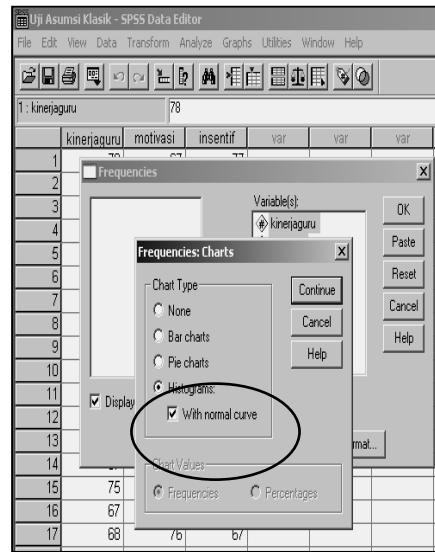 Uji Asumsi Klasik - SPSS Data Editor
File Edit View Data Transform Analyze Graphs Utilities Window Help
1 : kinerjaguru 78
kinerjaguru motivasi insentif var var var
1
2
3
4
5
6
7
8
9
10
11
12
13
14
15 75
16 67
17 68 76 67
Frequencies
Variable(s):
kinerjaguru
OK
Paste
Reset
Cancel
Help
Display
Frequencies: Charts
Chart Type
None
Bar charts
Pie charts
Histograms:
With normal curve
Continue
Cancel
Help
Chart Values
Frequencies Percentages